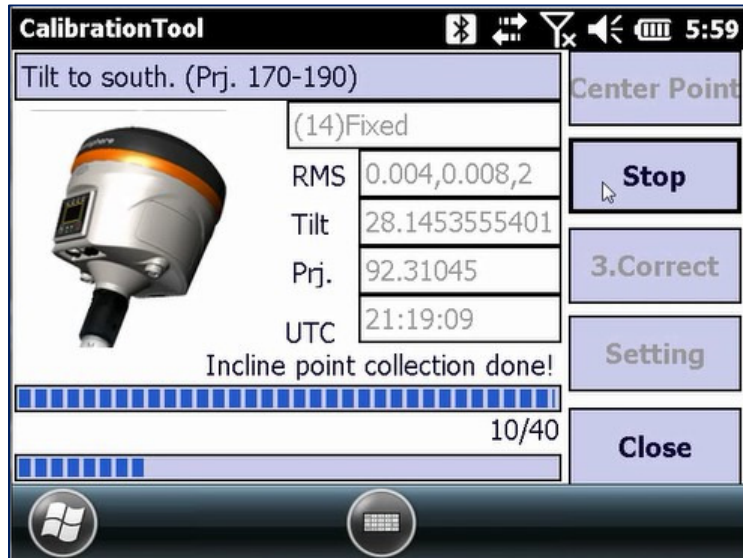 CalibrationTool 5:59
Tilt to south. (Prj. 170-190)
Center Point
(14)Fixed
RMS 0.004,0.008,2
Stop
Tilt 28.1453555401
Prj. 92.31045
3.Correct
UTC 21:19:09
Setting
Incline point collection done!
10/40
Close